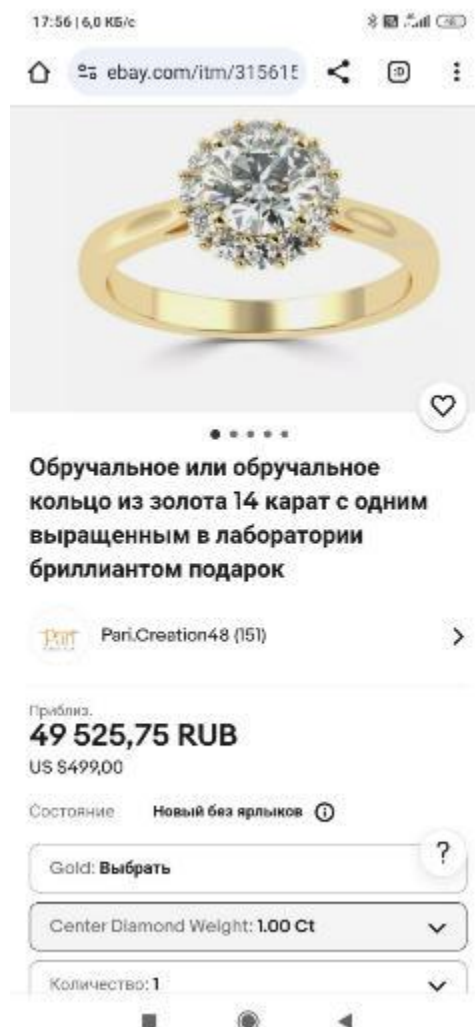 17:56 | 6,0 КБ/с
ebay.com/itm/315615
Обручальное или обручальное
кольцо из золота 14 карат с одним
выращенным в лаборатории
бриллиантом подарок
Pari
Pari.Creation48 (151)
Приблиз.
49 525,75 RUB
US $499,00
Состояние Новый без ярлыков
?
Gold: Выбрать
Center Diamond Weight: 1.00 Ct
Количество: 1